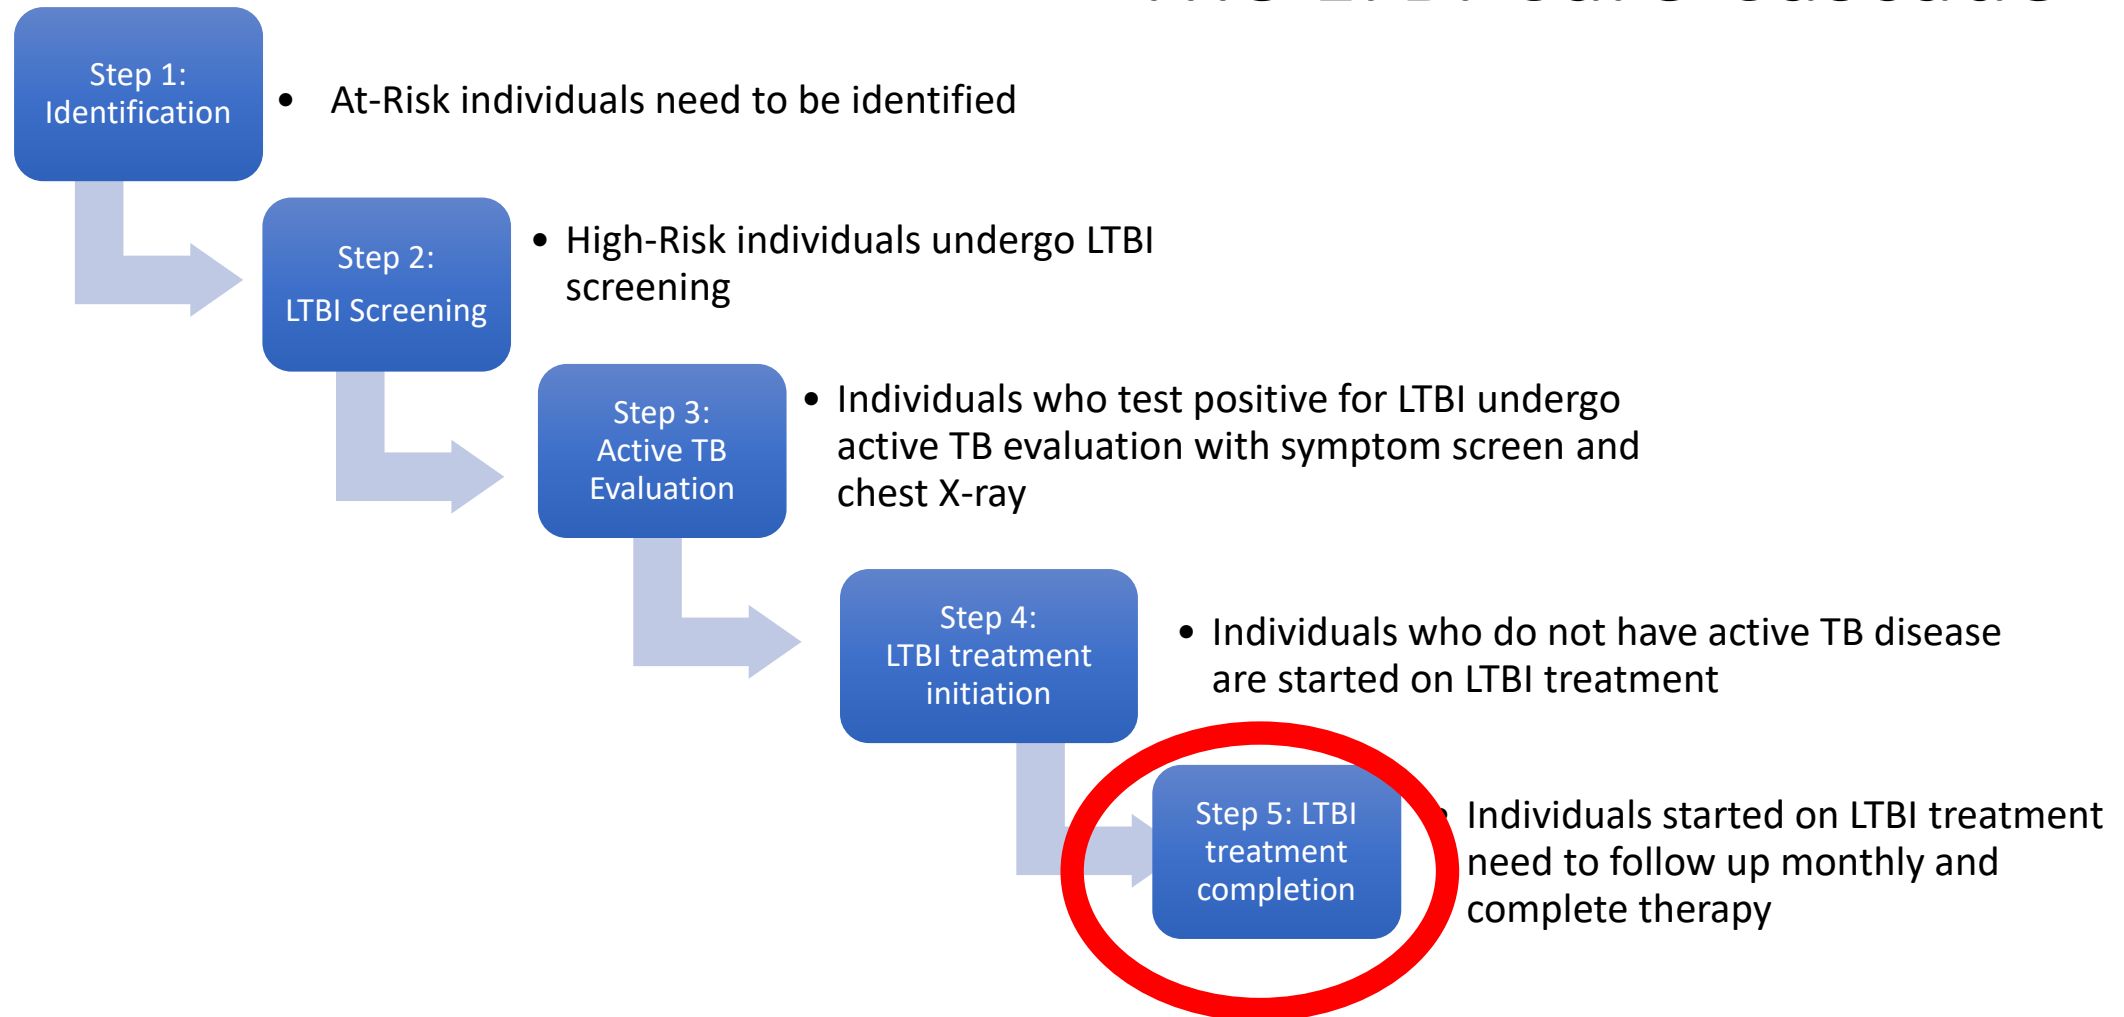 Step 1:
Identification
• At-Risk individuals need to be identified
Step 2:
LTBI Screening
• High-Risk individuals undergo LTBI
screening
Step 3:
Active TB
Evaluation
• Individuals who test positive for LTBI undergo
active TB evaluation with symptom screen and
chest X-ray
Step 4:
LTBI treatment
initiation
• Individuals who do not have active TB disease
are started on LTBI treatment
Step 5: LTBI
treatment
completion
• Individuals started on LTBI treatment
need to follow up monthly and
complete therapy